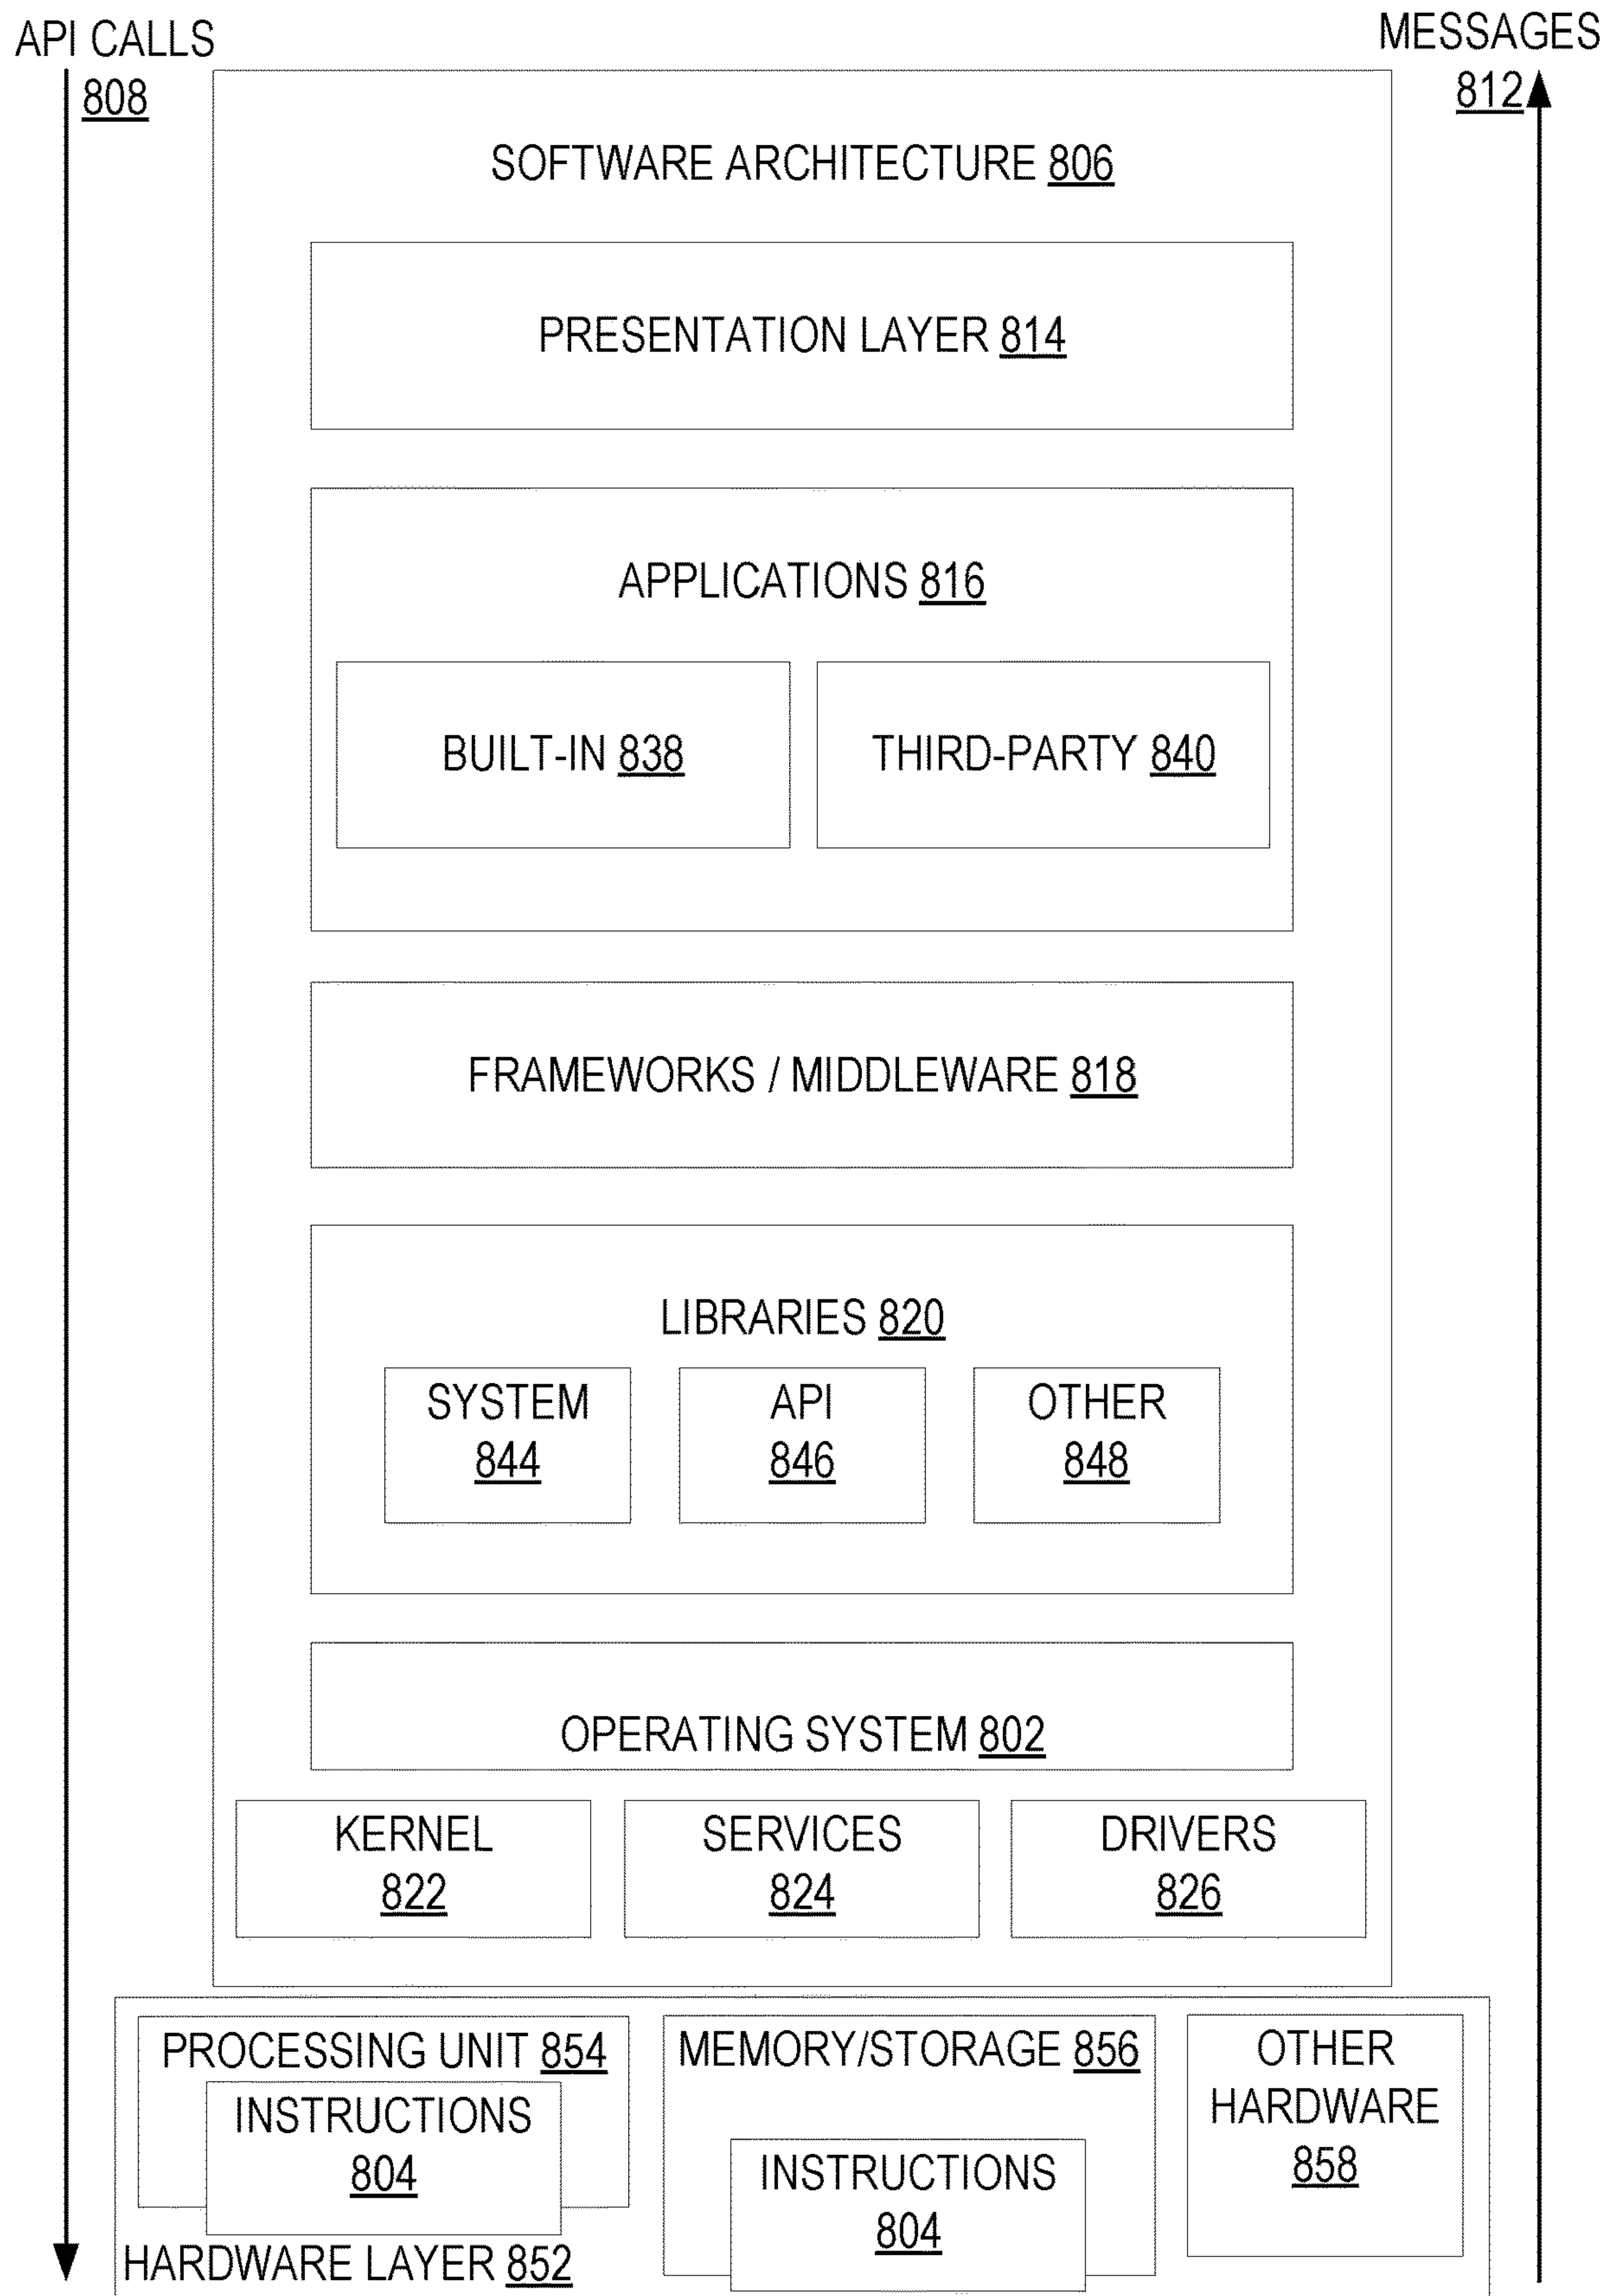 API CALLS
808
MESSAGES
812
SOFTWARE ARCHITECTURE 806
PRESENTATION LAYER 814
APPLICATIONS 816
BUILT-IN 838
THIRD-PARTY 840
FRAMEWORKS / MIDDLEWARE 818
LIBRARIES 820
SYSTEM
844
API
846
OTHER
848
OPERATING SYSTEM 802
KERNEL
822
SERVICES
824
DRIVERS
826
PROCESSING UNIT 854
INSTRUCTIONS
804
MEMORY/STORAGE 856
INSTRUCTIONS
804
OTHER
HARDWARE
858
HARDWARE LAYER 852